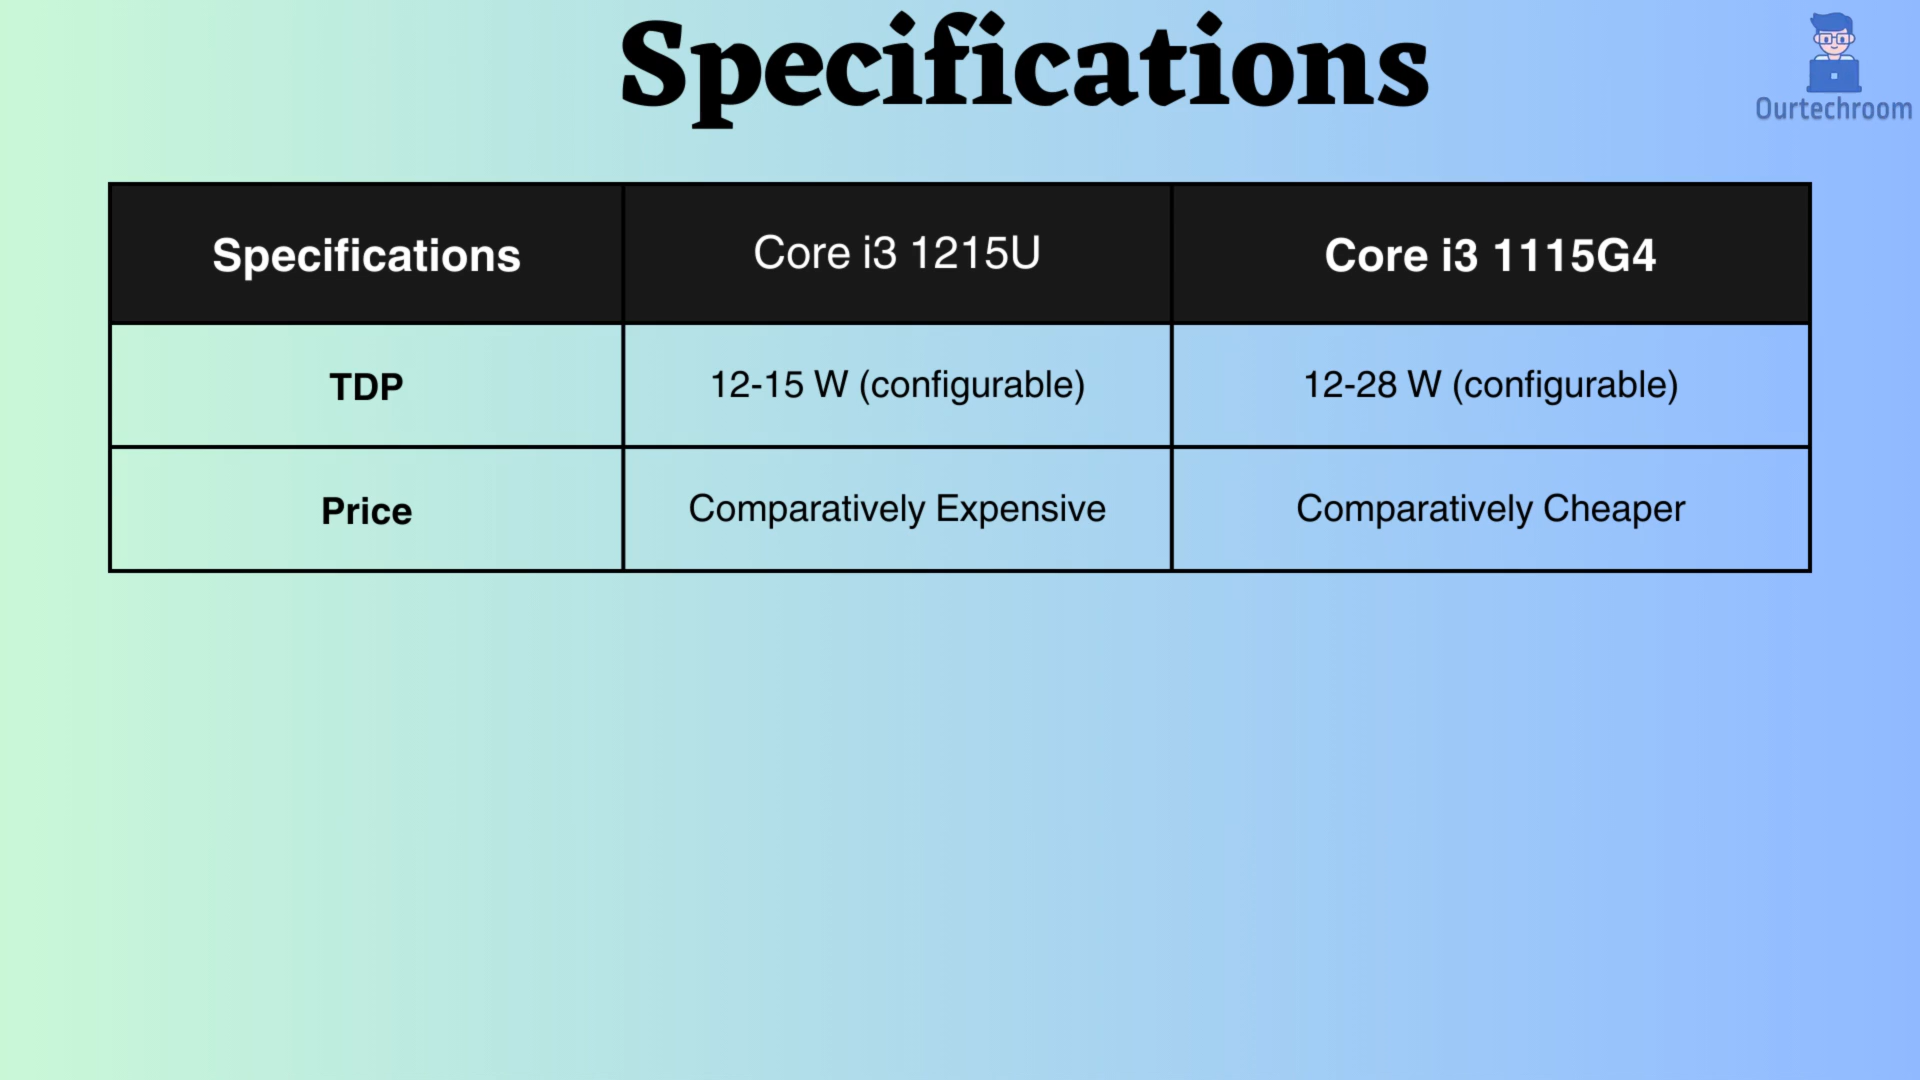 Specifications
Ourtechroom
Specifications Core i3 1215U Core i3 1115G4
TDP 12-15 W (configurable) 12-28 W (configurable)
Price Comparatively Expensive Comparatively Cheaper